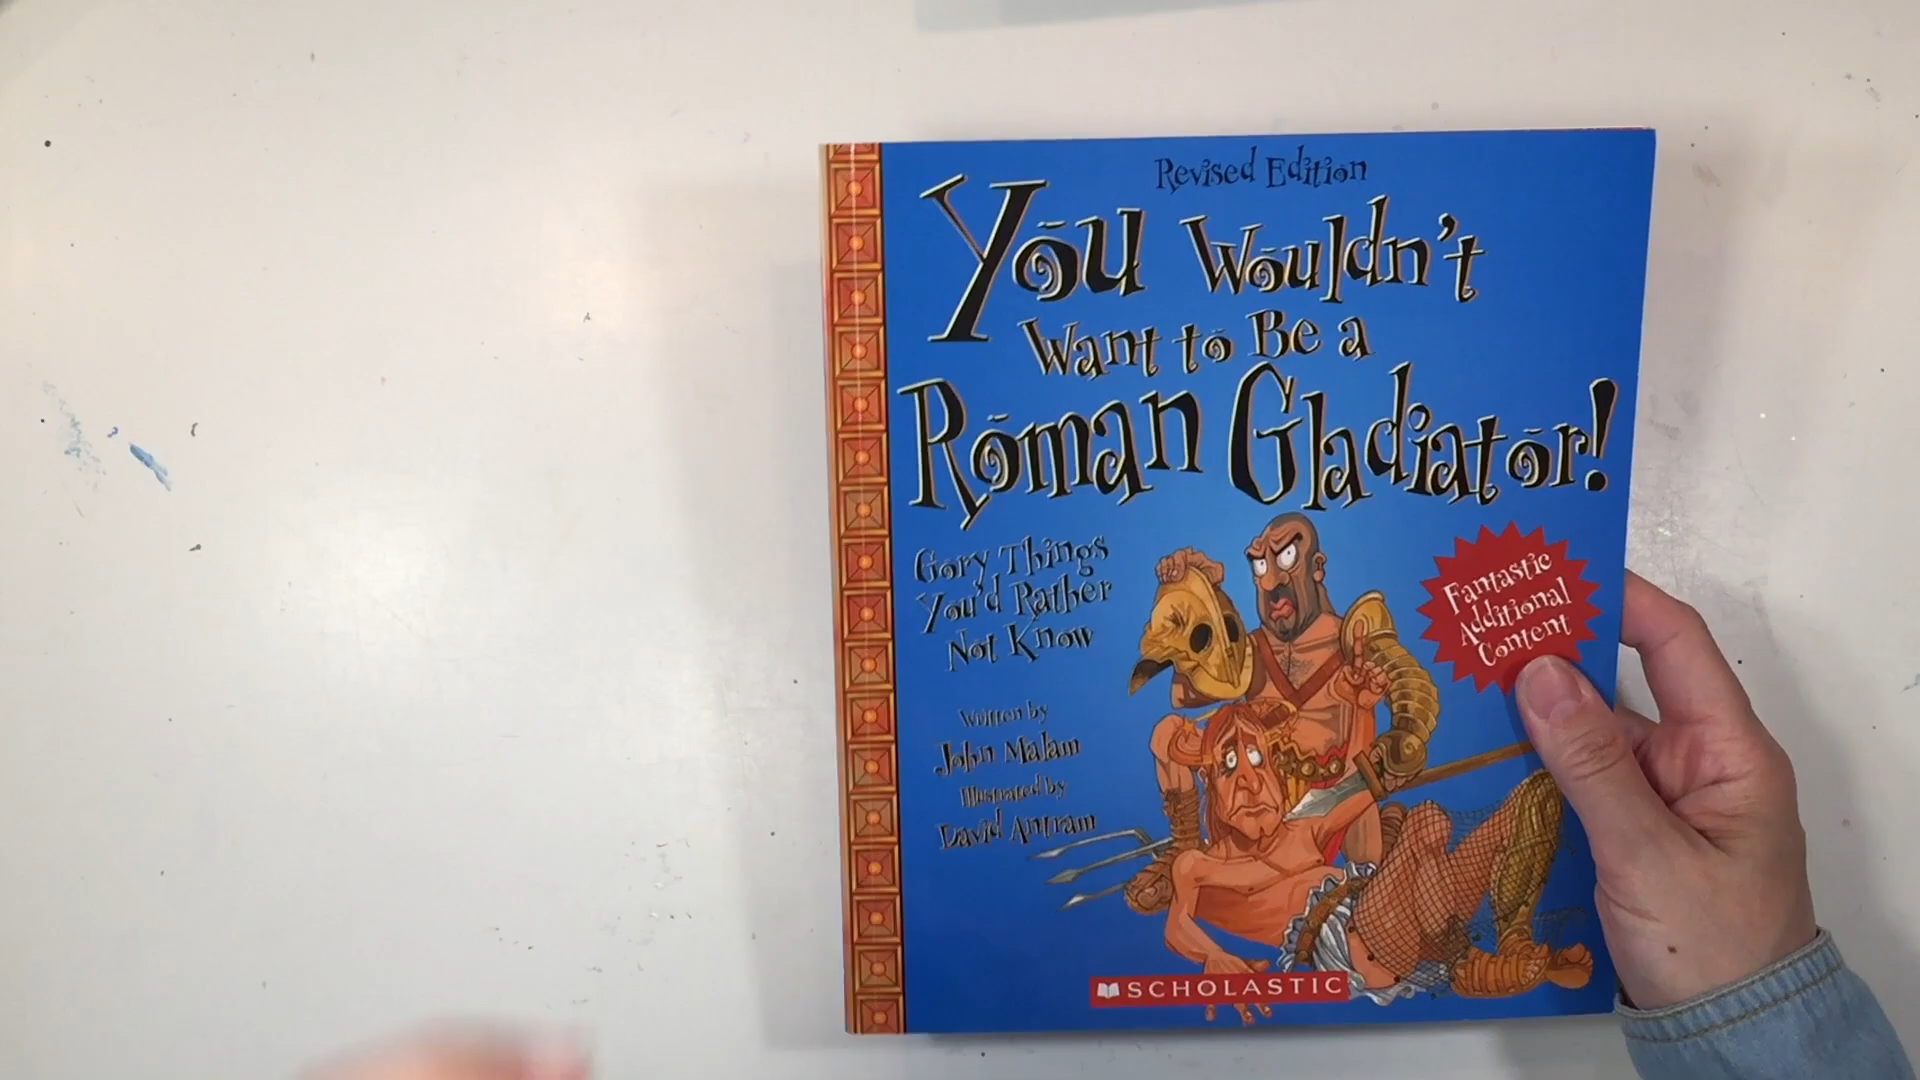 Revised Edition
You Wouldn't
Want to Be a
Roman Gladiator!
Gory Things
You'd Rather
Not Know
Fantastic
Additional
Content
Written by
John Malam
Illustrated by
David Antram
SCHOLASTIC